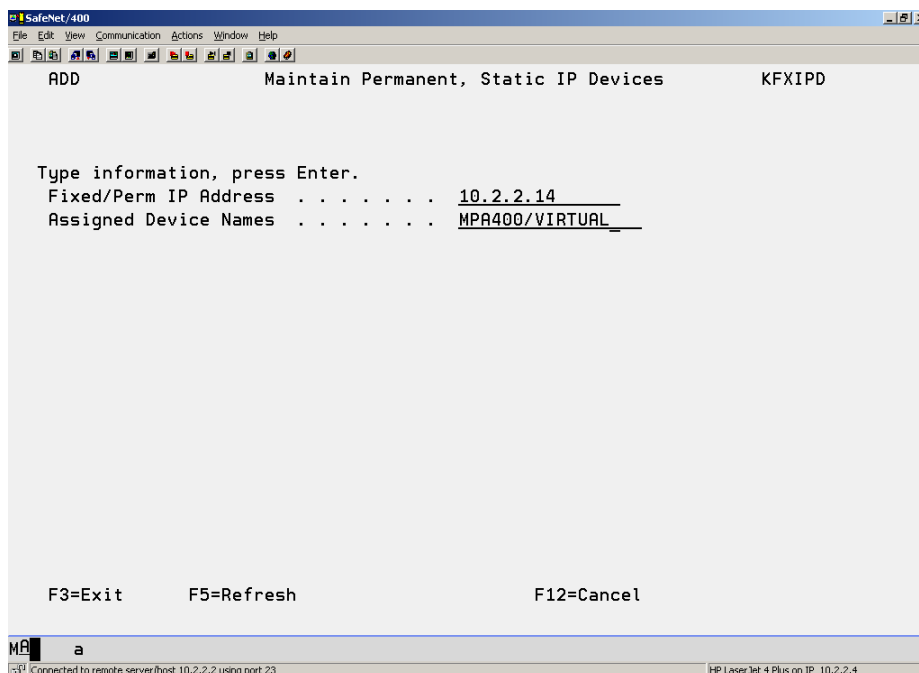 SafeNet/400
File Edit View Communication Actions Window Help
ADD Maintain Permanent, Static IP Devices KFXIPD
Type information, press Enter.
Fixed/Perm IP Address . . . . . . . 10.2.2.14
Assigned Device Names . . . . . . . MPA400/VIRTUAL_
F3=Exit F5=Refresh F12=Cancel
MA a
Connected to remote server/host 10.2.2.2 using port 23 HP LaserJet 4 Plus on IP_10.2.2.4